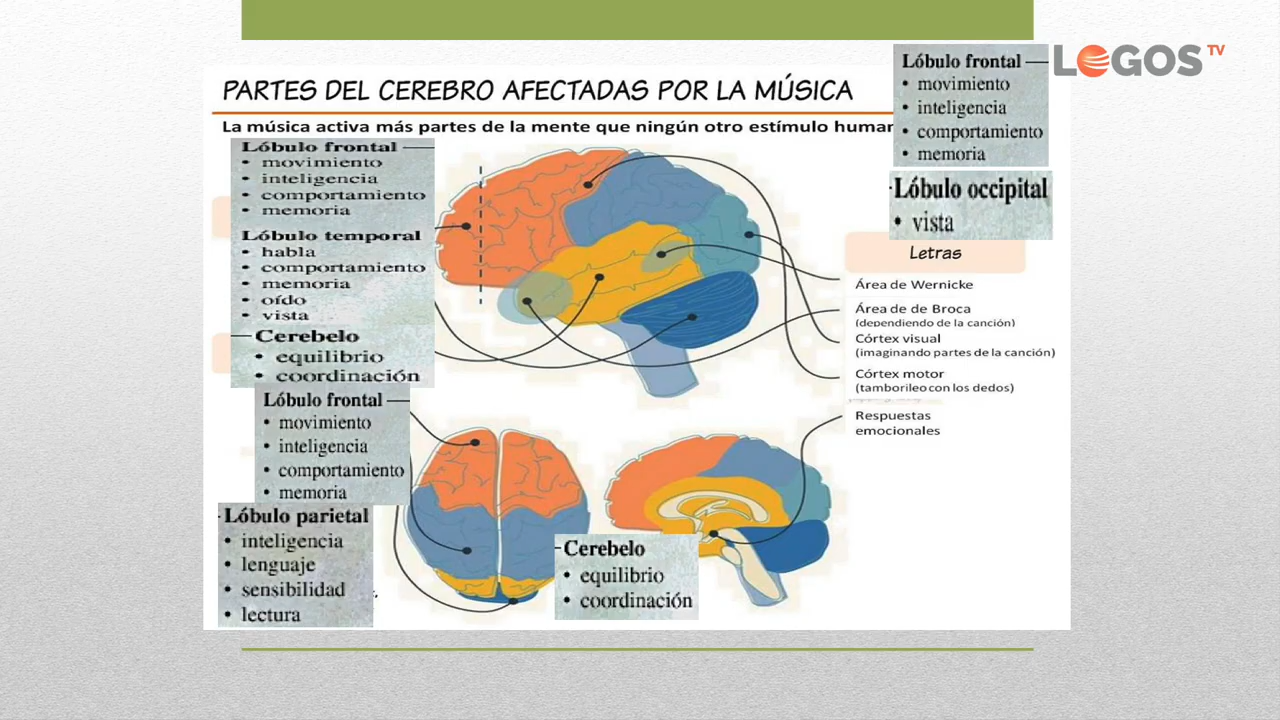 LOGOS TV
PARTES DEL CEREBRO AFECTADAS POR LA MÚSICA
La música activa más partes de la mente que ningún otro estímulo
Lóbulo frontal
• movimiento
• inteligencia
• comportamiento
• memoria
Lóbulo temporal
• habla
• comportamiento
• memoria
• oído
• vista
Cerebelo
• equilibrio
• coordinación
Lóbulo frontal
• movimiento
• inteligencia
• comportamiento
• memoria
Lóbulo parietal
• inteligencia
• lenguaje
• sensibilidad
• lectura
Cerebelo
• equilibrio
• coordinación
Lóbulo frontal
• movimiento
• inteligencia
• comportamiento
• memoria
Lóbulo occipital
• vista
Letras
Área de Wernicke
Área de de Broca
(dependiendo de la canción)
Córtex visual
(imaginando partes de la canción)
Córtex motor
(tamborileo con los dedos)
Respuestas
emocionales